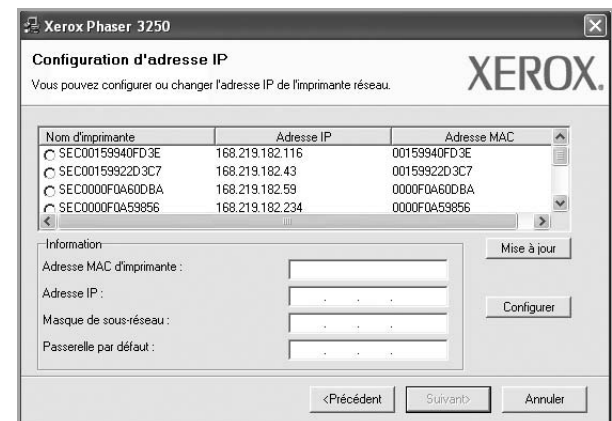 Xerox Phaser 3250
Configuration d'adresse IP
Vous pouvez configurer ou changer l'adresse IP de l'imprimante réseau.
XEROX.
Nom d'imprimante Adresse IP Adresse MAC
SEC00159940FD3E 168.219.182.116 00159940FD3E
SEC00159922D3C7 168.219.182.43 00159922D3C7
SEC0000F0A60DBA 168.219.182.59 0000F0A60DBA
SEC0000F0A59856 168.219.182.234 0000F0A59856
Information
Mise à jour
Adresse MAC d'imprimante :
Adresse IP :
Configurer
Masque de sous-réseau :
Passerelle par défaut :
<Précédent Suivant> Annuler